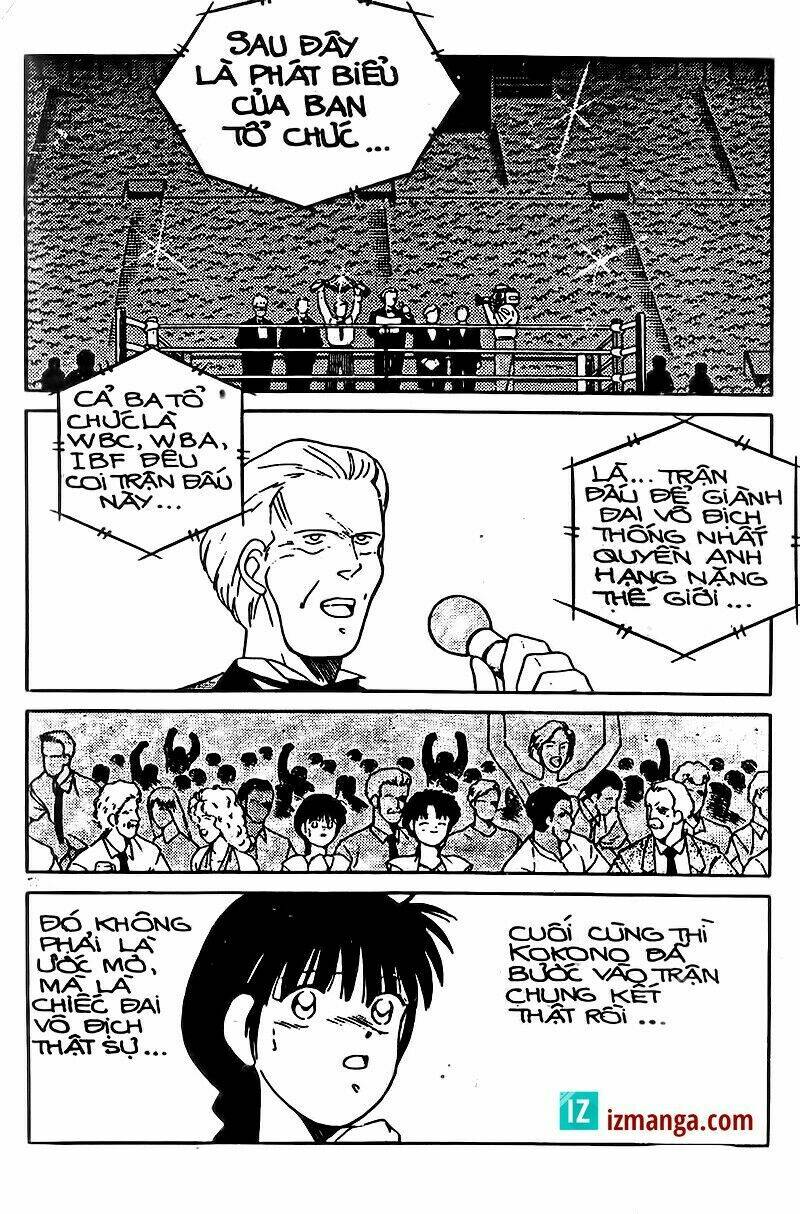 SAU ĐÂY
LÀ PHÁT BIỂU
CỦA BAN
TỔ CHỨC ...
CẢ BA TỔ
CHỨC LÀ
WBC, WBA,
IBF ĐỀU
COI TRẬN ĐẤU
NÀY ...
LÀ... TRẬN
ĐẤU ĐỂ GIÀNH
ĐAI VÔ ĐỊCH
THỐNG NHẤT
QUYỀN ANH
HẠNG NẶNG
THẾ GIỚI ...
CUỐI CÙNG THÌ
KOKONO ĐÃ
BƯỚC VÀO TRẬN
CHUNG KẾT
THẬT RỒI ...
ĐÓ KHÔNG
PHẢI LÀ
ƯỚC MƠ,
MÀ LÀ
CHIẾC ĐAI
VÔ ĐỊCH
THẬT SỰ ...
IZ izmanga.com